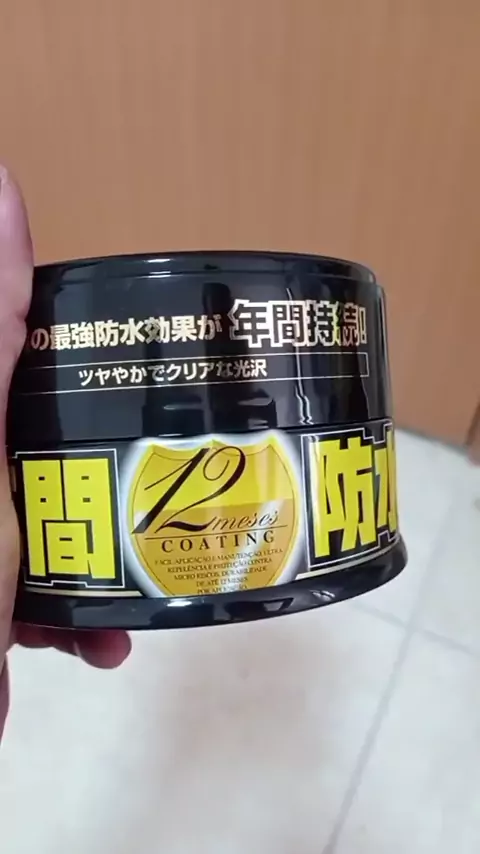 の最強防水効果が 年間持続!!
ツヤやかでクリアな光沢
間
12
meses
COATING
FÁCIL APLICAÇÃO E MANUTENÇÃO, ULTRA
REPELÊNCIA E PROTEÇÃO CONTRA
MICRO RISCOS, DURABILIDADE
DE ATÉ 12 MESES
POR APLICAÇÃO
防水